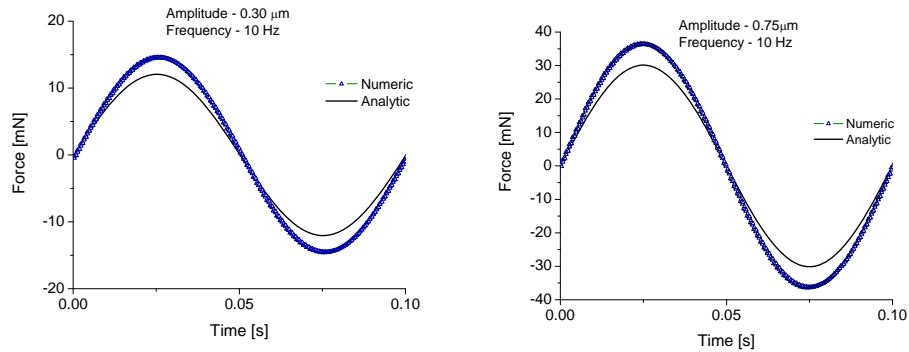 Amplitude - 0.30 μm
Frequency - 10 Hz
Numeric
Analytic
20
10
0
-10
-20
Force [mN]
0.00
0.05
0.10
Time [s]
Amplitude - 0.75μm
Frequency - 10 Hz
Numeric
Analytic
40
30
20
10
0
-10
-20
-30
-40
Force [mN]
0.00
0.05
0.10
Time [s]